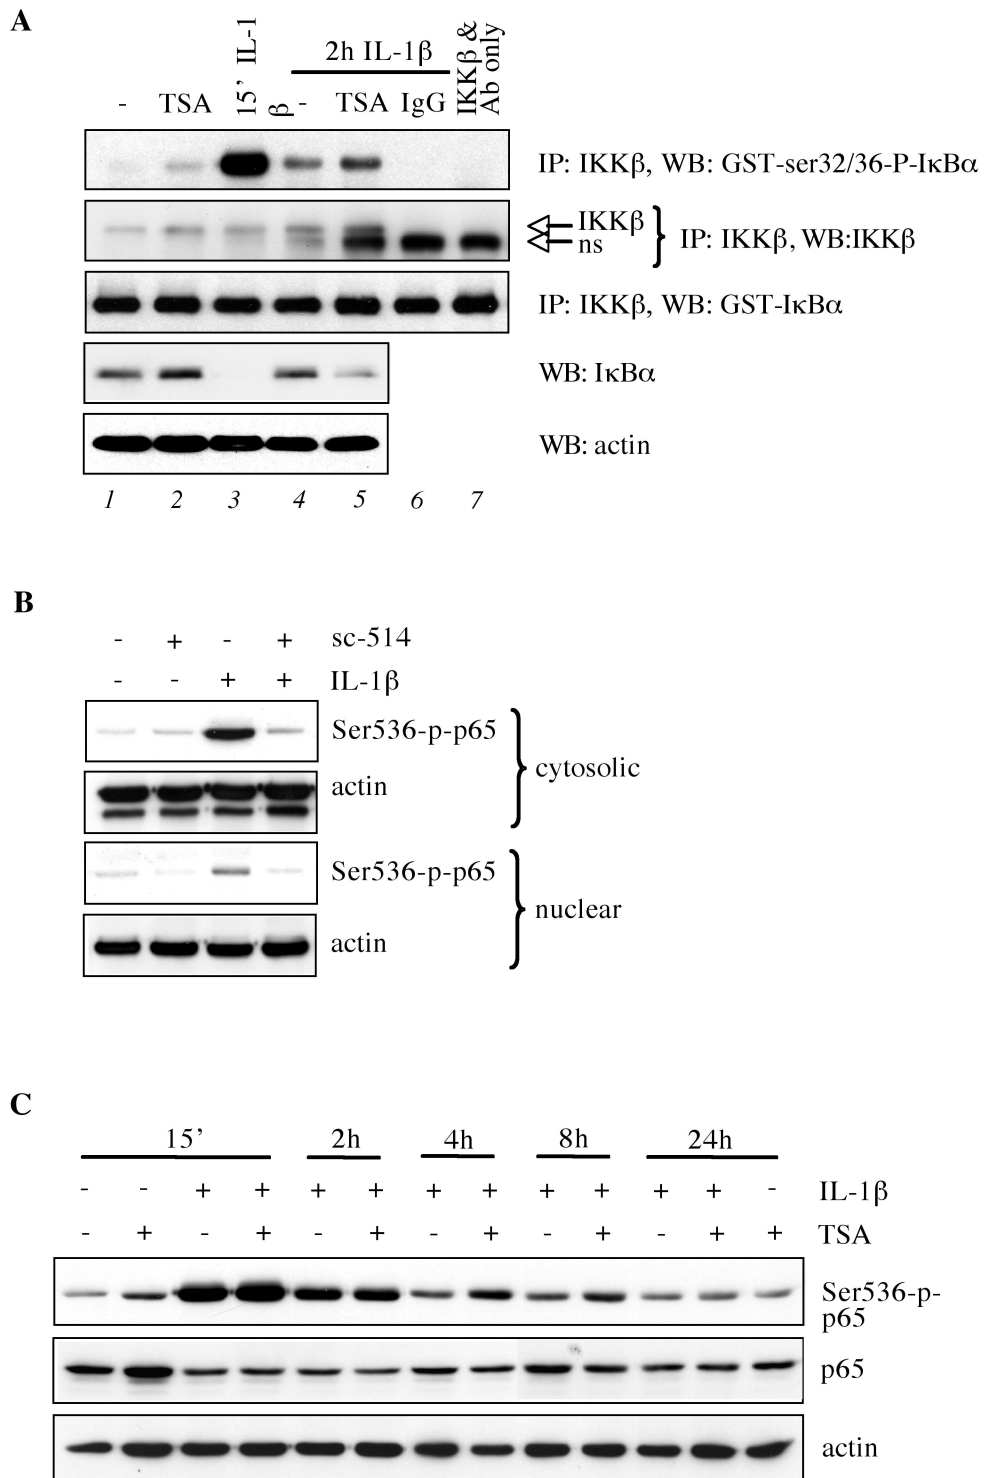 A
15' IL-1
β
2h IL-1β
IKKβ &
Ab only
- TSA - TSA IgG
IP: IKKβ, WB: GST-ser32/36-P-IκBα
IKKβ
ns
IP: IKKβ, WB:IKKβ
IP: IKKβ, WB: GST-IκBα
WB: IκBα
WB: actin
1 2 3 4 5 6 7
B
- + - + sc-514
- - + + IL-1β
Ser536-p-p65
actin
cytosolic
Ser536-p-p65
actin
nuclear
C
15’ 2h 4h 8h 24h
- - + + + + + + + + + + - IL-1β
- + - + - + - + - + - + + TSA
Ser536-p-
p65
p65
actin